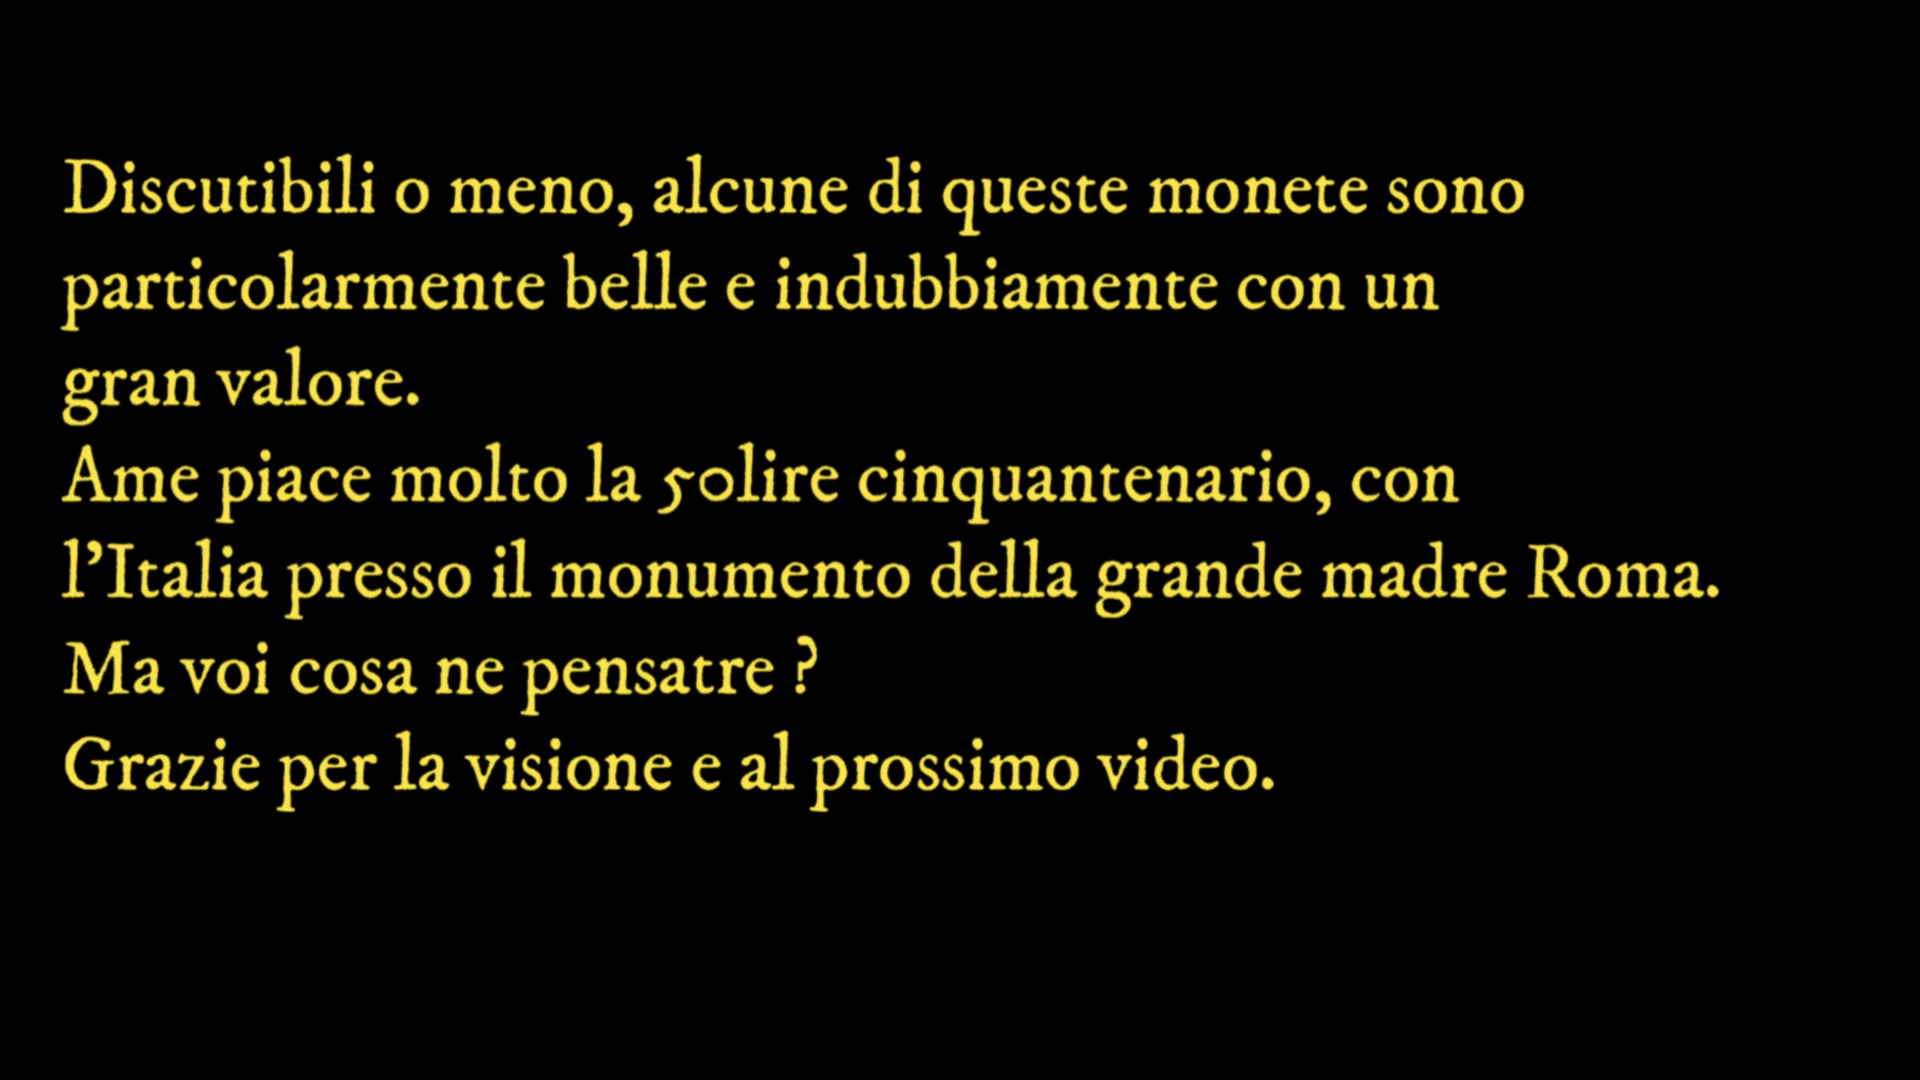 Discutibili o meno, alcune di queste monete sono
particolarmente belle e indubbiamente con un
gran valore.
Ame piace molto la 50lire cinquantenario, con
l'Italia presso il monumento della grande madre Roma.
Ma voi cosa ne pensatre ?
Grazie per la visione e al prossimo video.